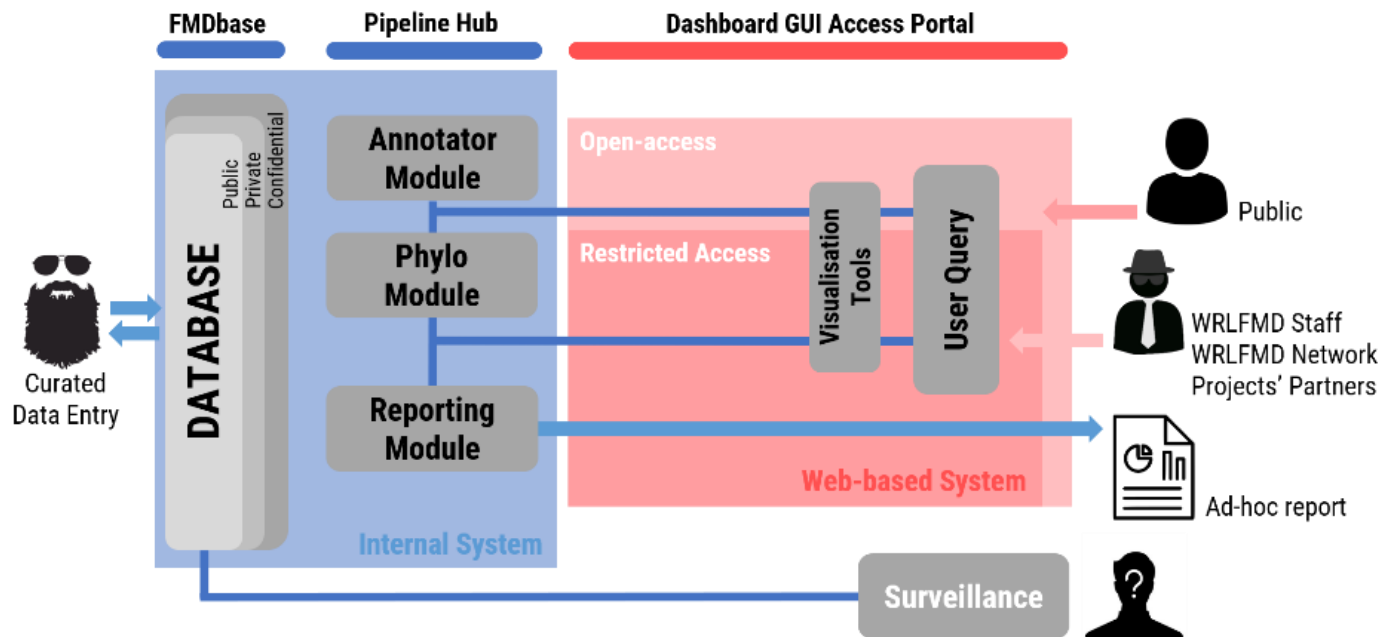 FMDbase
Pipeline Hub
Dashboard GUI Access Portal
Annotator
Module
Phylo
Module
Reporting
Module
DATABASE
Public
Private
Confidential
Internal System
Curated
Data Entry
Open-access
Restricted Access
Visualisation
Tools
User Query
Web-based System
Public
WRLFMD Staff
WRLFMD Network
Projects' Partners
Ad-hoc report
Surveillance
?